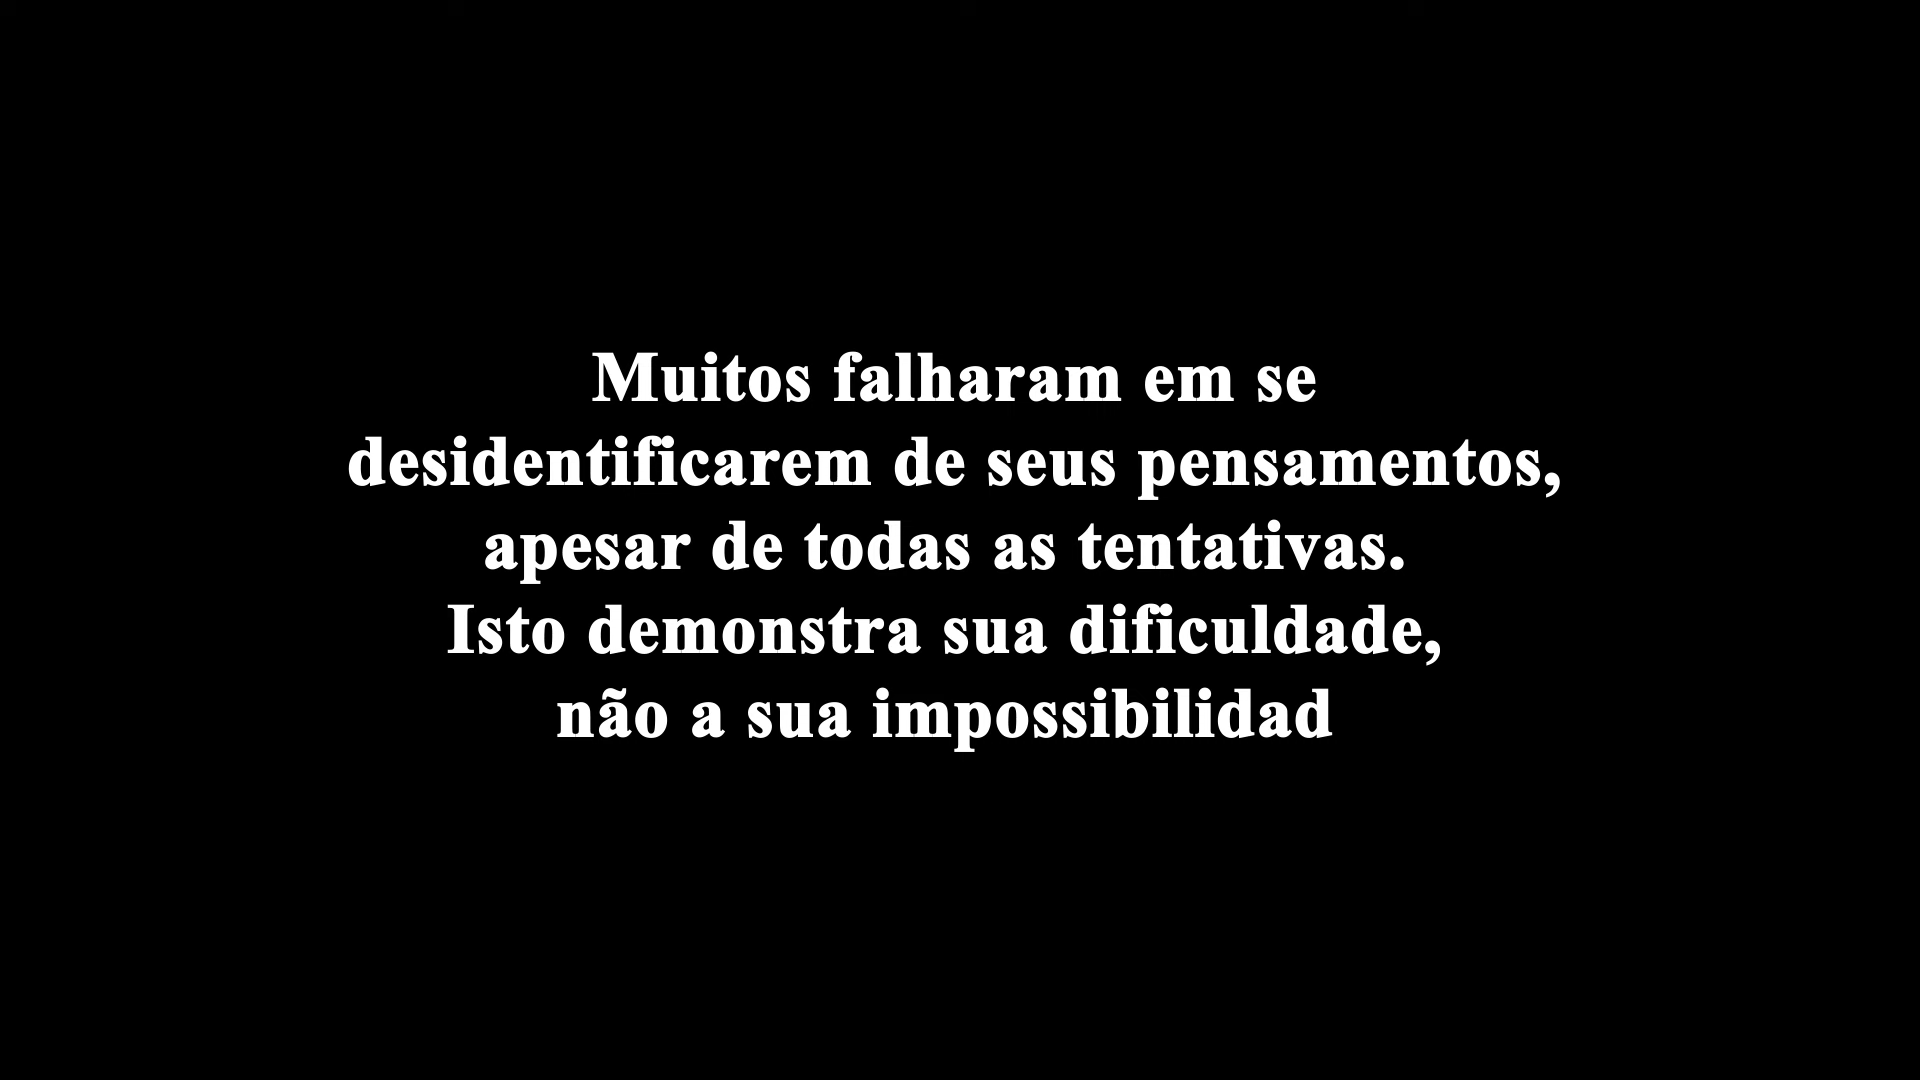 Muitos falharam em se
desidentificarem de seus pensamentos,
apesar de todas as tentativas.
Isto demonstra sua dificuldade,
não a sua impossibilidad